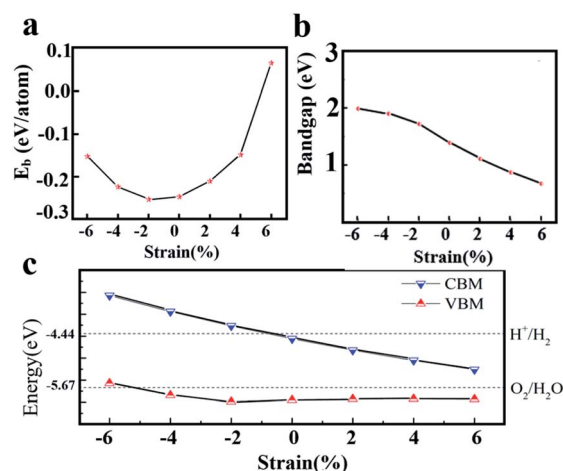 a
E_b (eV/atom)
0.1
0.0
-0.1
-0.2
-0.3
-6 -4 -2 0 2 4 6
Strain(%)
b
Bandgap (eV)
3
2
1
-6 -4 -2 0 2 4 6
Strain(%)
c
CBM
VBM
Energy(eV)
-4.44
-5.67
H⁺/H₂
O₂/H₂O
-6 -4 -2 0 2 4 6
Strain(%)